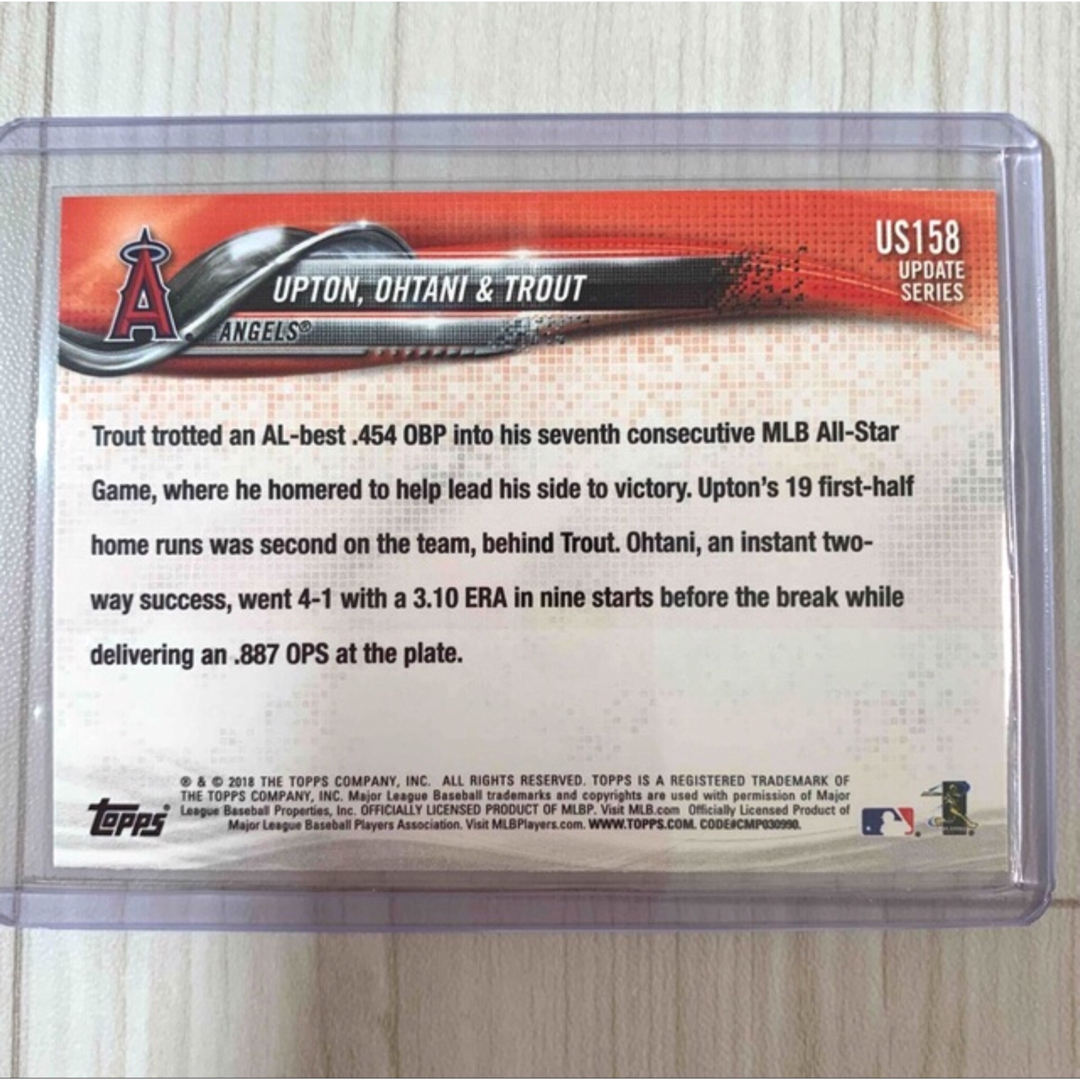 US158
UPDATE
SERIES
A
UPTON, OHTANI & TROUT
ANGELS®
Trout trotted an AL-best .454 OBP into his seventh consecutive MLB All-Star
Game, where he homered to help lead his side to victory. Upton's 19 first-half
home runs was second on the team, behind Trout. Ohtani, an instant two-
way success, went 4-1 with a 3.10 ERA in nine starts before the break while
delivering an .887 OPS at the plate.
® & © 2018 THE TOPPS COMPANY, INC. ALL RIGHTS RESERVED. TOPPS IS A REGISTERED TRADEMARK OF
THE TOPPS COMPANY, INC. Major League Baseball trademarks and copyrights are used with permission of Major
League Baseball Properties, Inc. OFFICIALLY LICENSED PRODUCT OF MLBP. Visit MLB.com Officially Licensed Product of
Major League Baseball Players Association. Visit MLBPlayers.com. WWW.TOPPS.COM. CODE#CMP030990.
Topps